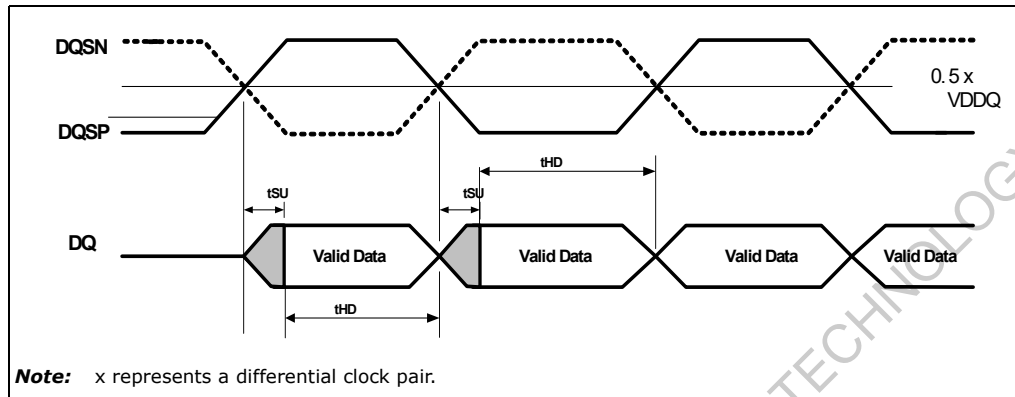 DQSN
0.5 x
VDDQ
DQSP
tHD
tSU
tSU
DQ
Valid Data
Valid Data
Valid Data
Valid Data
tHD
Note: x represents a differential clock pair.
TECHNOLOGY